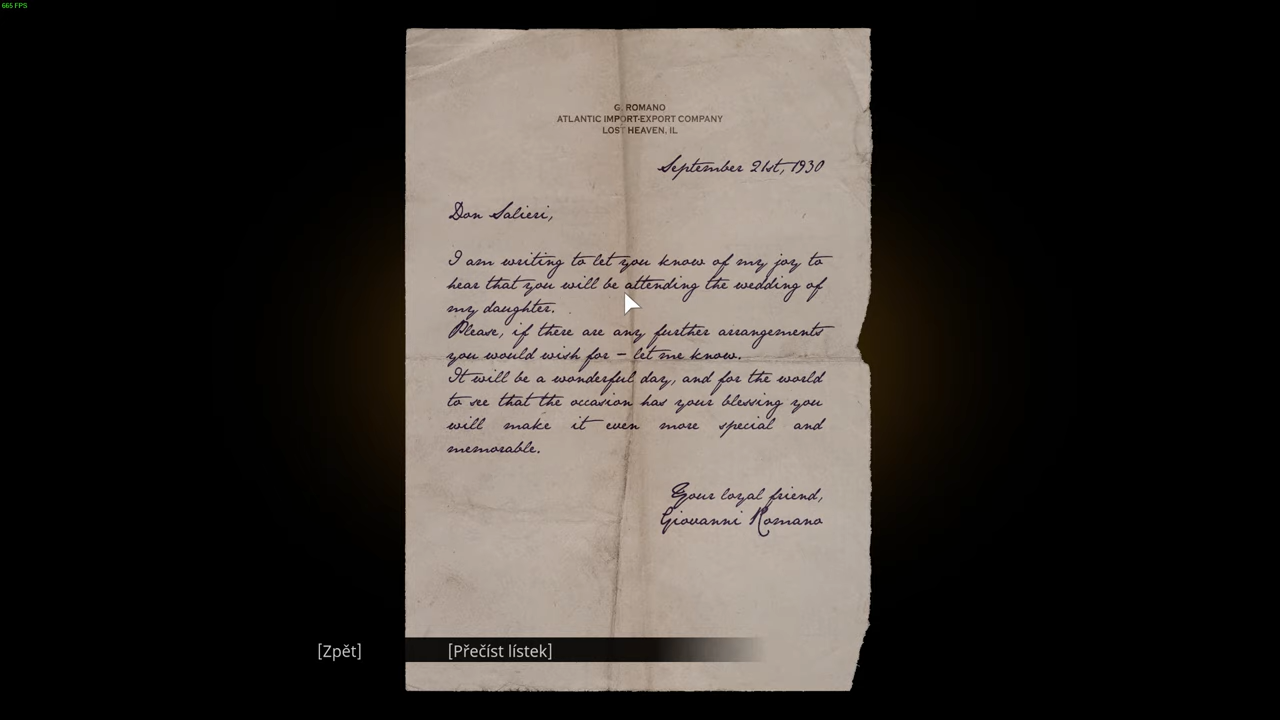 665 FPS
G. ROMANO
ATLANTIC IMPORT-EXPORT COMPANY
LOST HEAVEN, IL
September 21st, 1930
Don Salieri,
I am writing to let you know of my joy to
hear that you will be attending the wedding of
my daughter.
Please, if there are any further arrangements
you would wish for – let me know.
It will be a wonderful day, and for the world
to see that the occasion has your blessing you
will make it even more special and
memorable.
Your loyal friend,
Giovanni Romano
[Zpět] [Přečíst lístek]